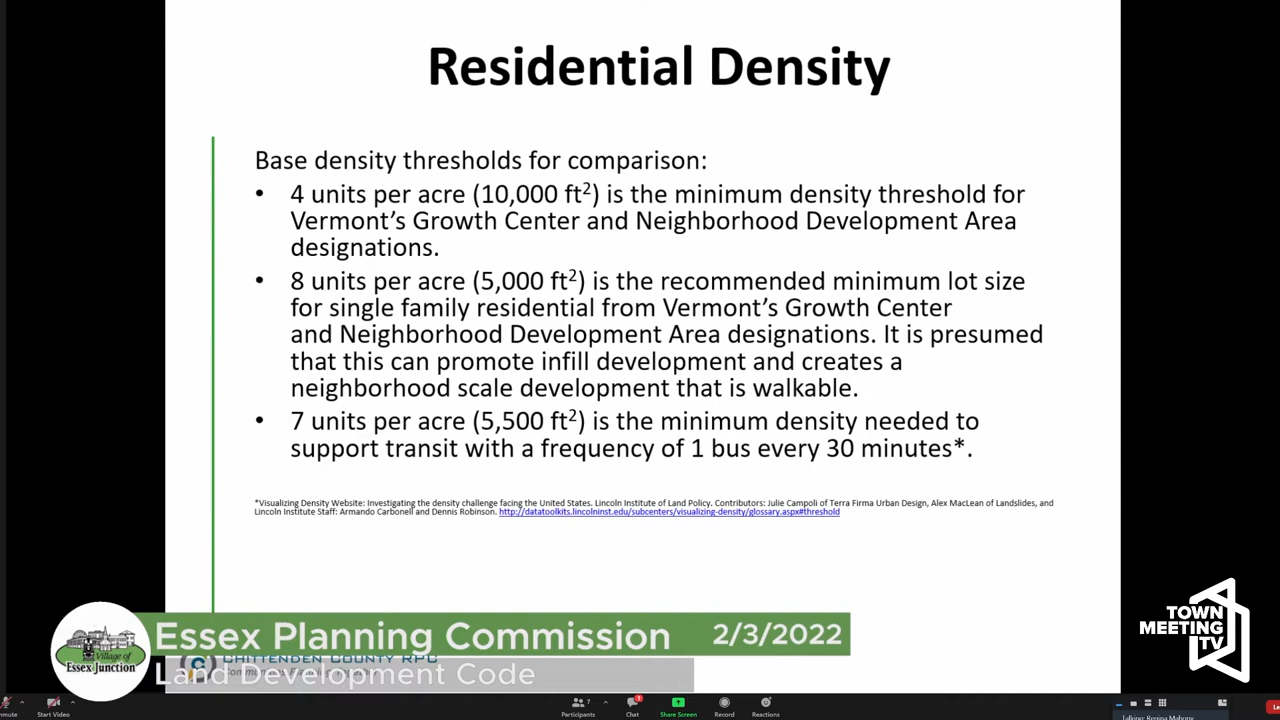 Residential Density
Base density thresholds for comparison:
• 4 units per acre (10,000 ft²) is the minimum density threshold for
Vermont's Growth Center and Neighborhood Development Area
designations.
• 8 units per acre (5,000 ft²) is the recommended minimum lot size
for single family residential from Vermont's Growth Center
and Neighborhood Development Area designations. It is presumed
that this can promote infill development and creates a
neighborhood scale development that is walkable.
• 7 units per acre (5,500 ft²) is the minimum density needed to
support transit with a frequency of 1 bus every 30 minutes*.
*Visualizing Density Website: Investigating the density challenge facing the United States. Lincoln Institute of Land Policy. Contributors: Julie Campoli of Terra Firma Urban Design, Alex MacLean of Landslides, and
Lincoln Institute Staff: Armando Carbonell and Dennis Robinson. http://datatoolkits.lincolninst.edu/subcenters/visualizing-density/glossary.aspx#threshold
Village of
Essex Junction
Essex Planning Commission 2/3/2022
CHITTENDEN COUNTY RPC
Land Development Code
TOWN
MEETING
TV
Start Video
Participants 7
Chat
Share Screen
Record
Reactions
Talking: Regina Mahony